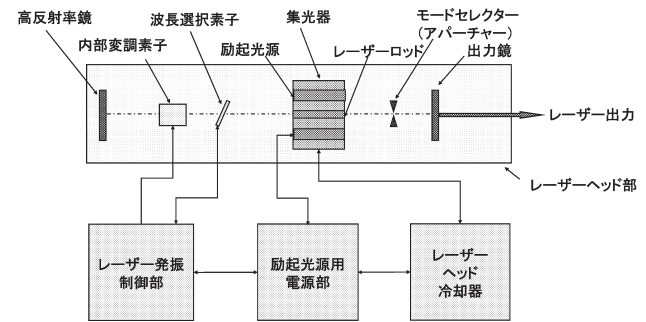 高反射率鏡
内部変調素子
波長選択素子
励起光源
集光器
レーザーロッド
モードセレクター
(アパーチャー)
出力鏡
レーザー出力
レーザーヘッド部
レーザー発振
制御部
励起光源用
電源部
レーザー
ヘッド
冷却器